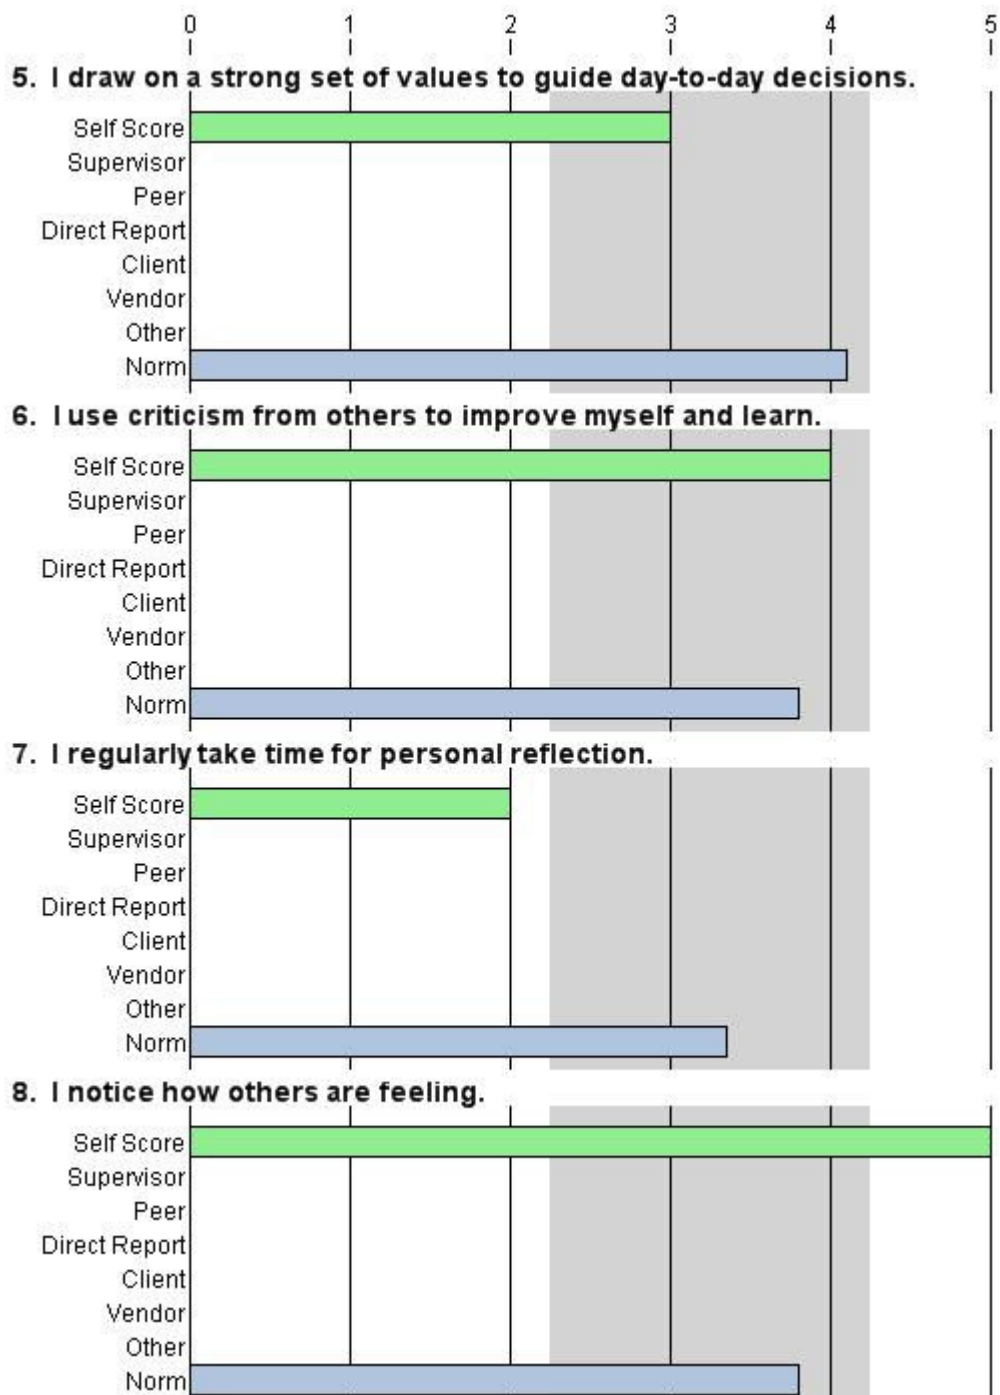 0 1 2 3 4 5
5. I draw on a strong set of values to guide day-to-day decisions.
Self Score
Supervisor
Peer
Direct Report
Client
Vendor
Other
Norm
6. I use criticism from others to improve myself and learn.
Self Score
Supervisor
Peer
Direct Report
Client
Vendor
Other
Norm
7. I regularly take time for personal reflection.
Self Score
Supervisor
Peer
Direct Report
Client
Vendor
Other
Norm
8. I notice how others are feeling.
Self Score
Supervisor
Peer
Direct Report
Client
Vendor
Other
Norm